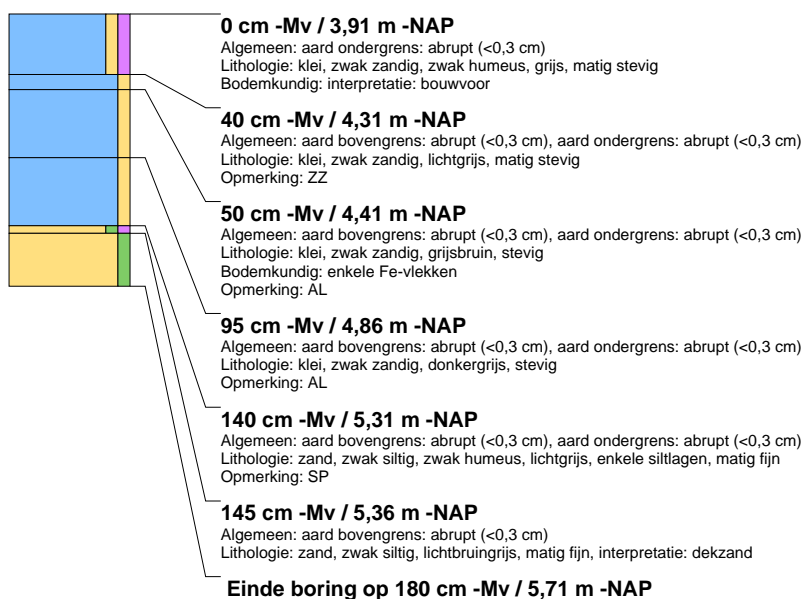 0 cm -Mv / 3,91 m -NAP
Algemeen: aard ondergrens: abrupt (<0,3 cm)
Lithologie: klei, zwak zandig, zwak humeus, grijs, matig stevig
Bodemkundig: interpretatie: bouwvoor
40 cm -Mv / 4,31 m -NAP
Algemeen: aard bovengrens: abrupt (<0,3 cm), aard ondergrens: abrupt (<0,3 cm)
Lithologie: klei, zwak zandig, lichtgrijs, matig stevig
Opmerking: ZZ
50 cm -Mv / 4,41 m -NAP
Algemeen: aard bovengrens: abrupt (<0,3 cm), aard ondergrens: abrupt (<0,3 cm)
Lithologie: klei, zwak zandig, grijsbruin, stevig
Bodemkundig: enkele Fe-vlekken
Opmerking: AL
95 cm -Mv / 4,86 m -NAP
Algemeen: aard bovengrens: abrupt (<0,3 cm), aard ondergrens: abrupt (<0,3 cm)
Lithologie: klei, zwak zandig, donkergrijs, stevig
Opmerking: AL
140 cm -Mv / 5,31 m -NAP
Algemeen: aard bovengrens: abrupt (<0,3 cm), aard ondergrens: abrupt (<0,3 cm)
Lithologie: zand, zwak siltig, zwak humeus, lichtgrijs, enkele siltlagen, matig fijn
Opmerking: SP
145 cm -Mv / 5,36 m -NAP
Algemeen: aard bovengrens: abrupt (<0,3 cm)
Lithologie: zand, zwak siltig, lichtbruingrijs, matig fijn, interpretatie: dekzand
Einde boring op 180 cm -Mv / 5,71 m -NAP